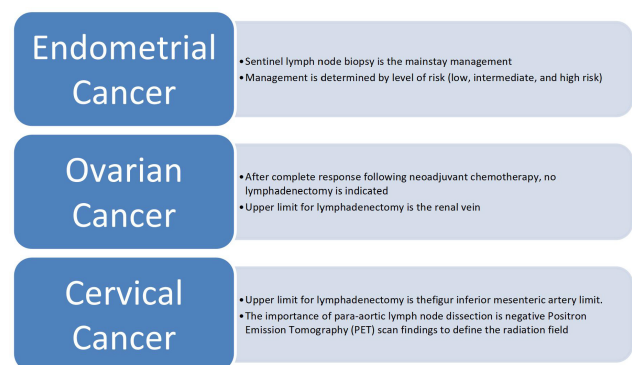 Endometrial
Cancer
•Sentinel lymph node biopsy is the mainstay management
•Management is determined by level of risk (low, intermediate, and high risk)
Ovarian
Cancer
•After complete response following neoadjuvant chemotherapy, no
lymphadenectomy is indicated
•Upper limit for lymphadenectomy is the renal vein
Cervical
Cancer
•Upper limit for lymphadenectomy is thefigur inferior mesenteric artery limit.
•The importance of para-aortic lymph node dissection is negative Positron
Emission Tomography (PET) scan findings to define the radiation field